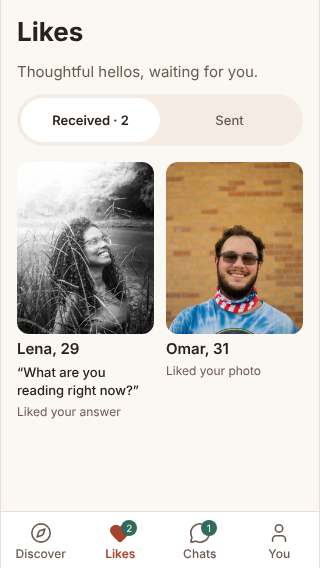 Likes
Thoughtful hellos, waiting for you.
Received · 2
Sent
Lena, 29
“What are you
reading right now?”
Liked your answer
Omar, 31
Liked your photo
2
1
Discover
Likes
Chats
You